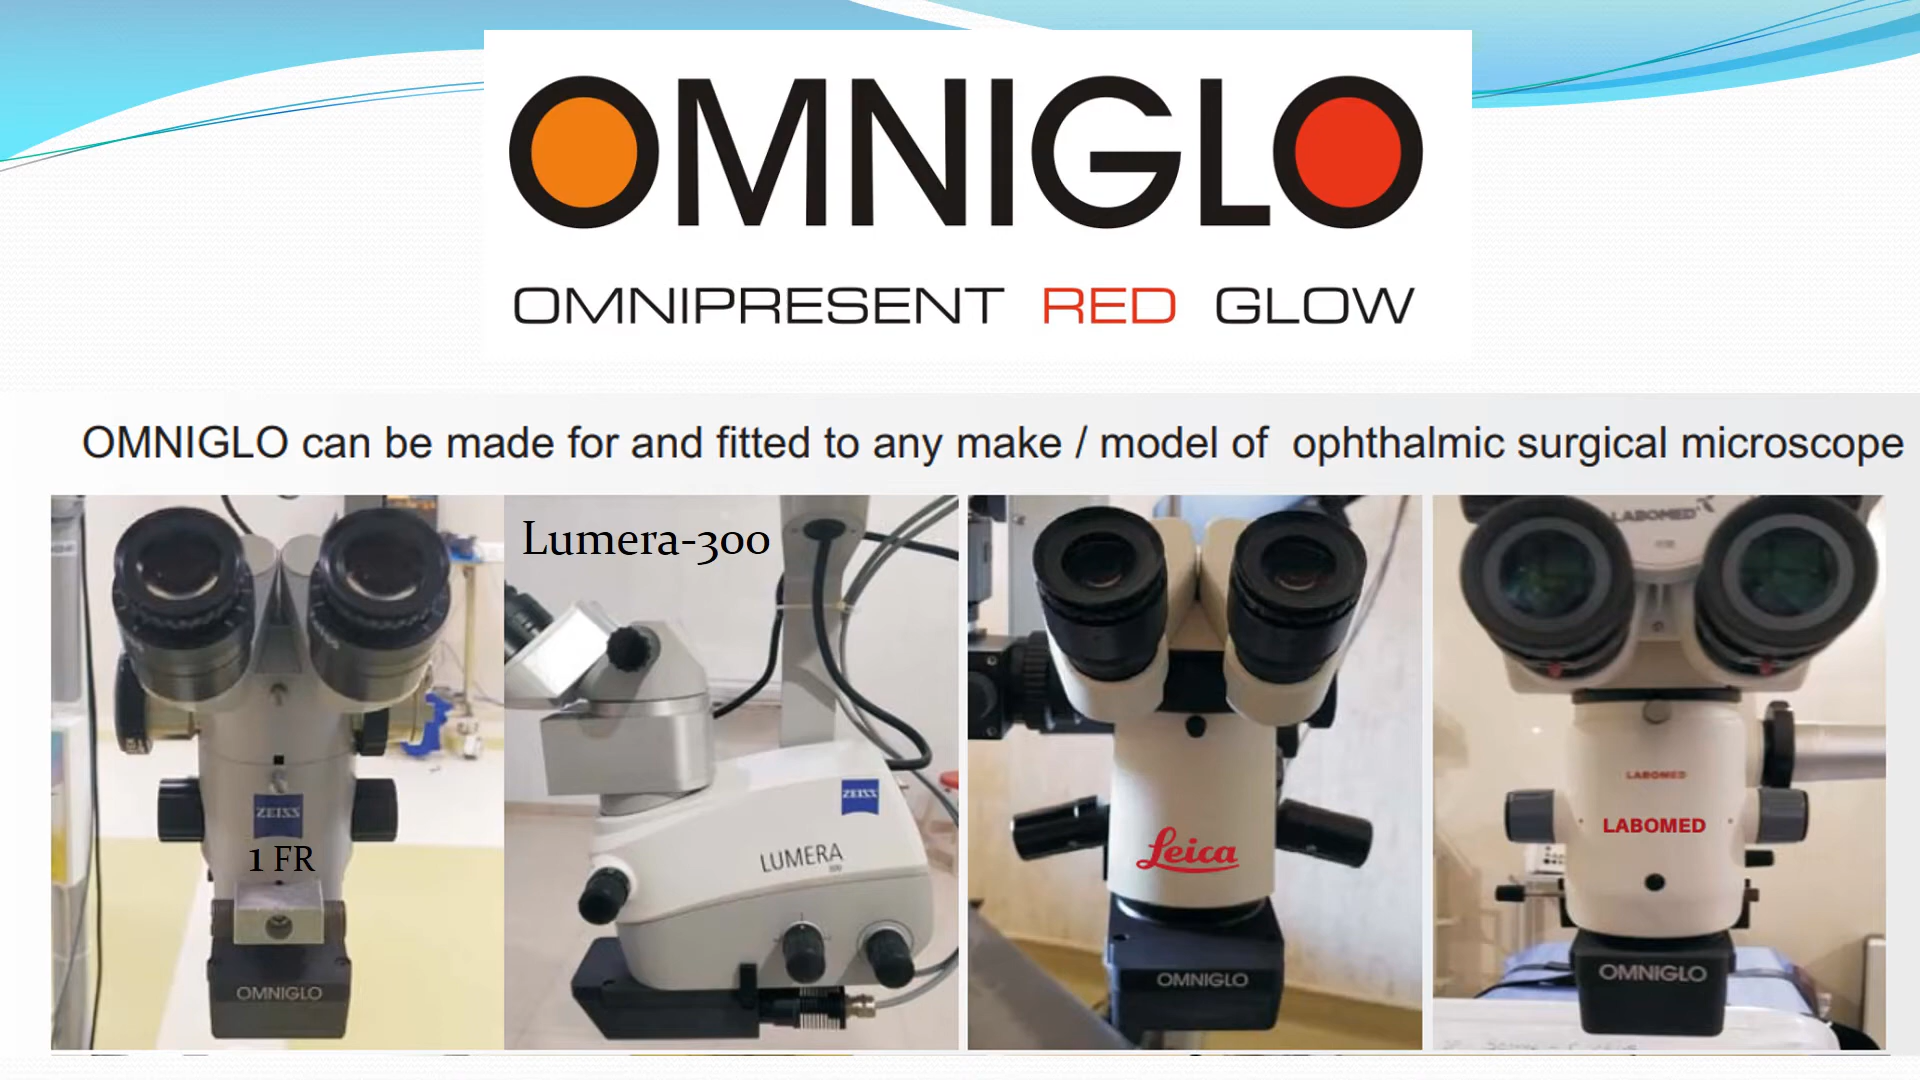 OMNIGLO
OMNIPRESENT RED GLOW
OMNIGLO can be made for and fitted to any make / model of ophthalmic surgical microscope
Lumera-300
LABOMED
ZEISS
LABOMED
ZEISS
LABOMED
1 FR
LUMERA
Leica
OMNIGLO
OMNIGLO
OMNIGLO